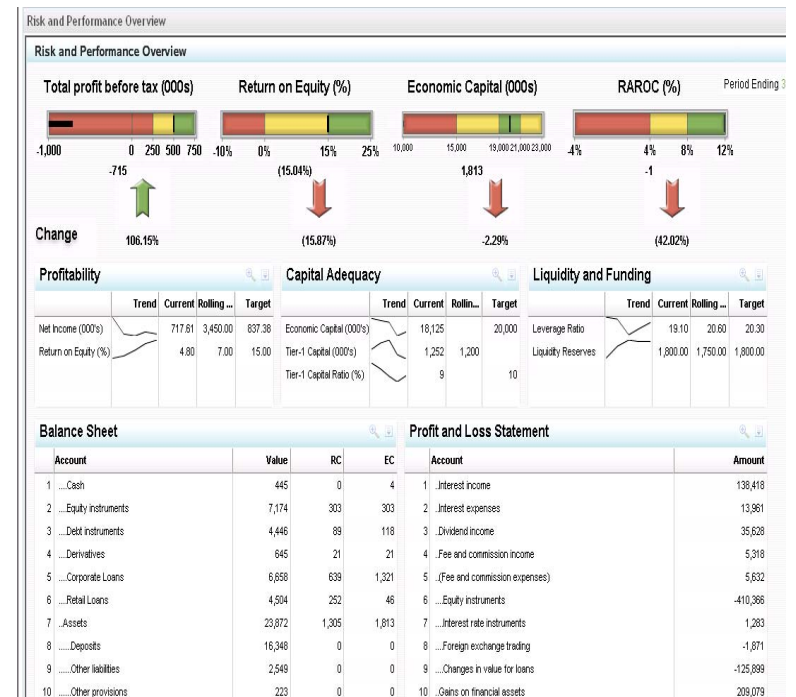 Risk and Performance Overview
Risk and Performance Overview
Total profit before tax (000s) Return on Equity (%) Economic Capital (000s) RAROC (%) Period Ending 3
-1,000 0 250 500 750 -10% 0% 15% 25% 10,000 15,000 19,000 21,000 23,000 -4% 4% 8% 12%
-715 (15.04%) 1,813 -1
Change 106.15% (15.87%) -2.29% (42.02%)
Profitability Capital Adequacy Liquidity and Funding
Trend Current Rolling ... Target Trend Current Rollin... Target Trend Current Rolling ... Target
Net Income (000's) 717.61 3,450.00 837.38 Economic Capital (000's) 18,125 20,000 Leverage Ratio 19.10 20.60 20.30
Return on Equity (%) 4.80 7.00 15.00 Tier-1 Capital (000's) 1,252 1,200 Liquidity Reserves 1,800.00 1,750.00 1,800.00
Tier-1 Capital Ratio (%) 9 10
Balance Sheet Profit and Loss Statement
Account Value RC EC Account Amount
1 ....Cash 445 0 4 1 ..Interest income 138,418
2 ....Equity instruments 7,174 303 303 2 ..Interest expenses 13,961
3 ....Debt instruments 4,446 89 118 3 ..Dividend income 35,628
4 ....Derivatives 645 21 21 4 ..Fee and commission income 5,318
5 ....Corporate Loans 6,658 639 1,321 5 ..(Fee and commission expenses) 5,632
6 ....Retail Loans 4,504 252 46 6 ....Equity instruments -410,366
7 ..Assets 23,872 1,305 1,813 7 ....Interest rate instruments 1,283
8 ......Deposits 16,348 0 0 8 ....Foreign exchange trading -1,871
9 ......Other liabilities 2,549 0 0 9 ....Changes in value for loans -125,899
10 ......Other provisions 223 0 0 10 ..Gains on financial assets 209,079